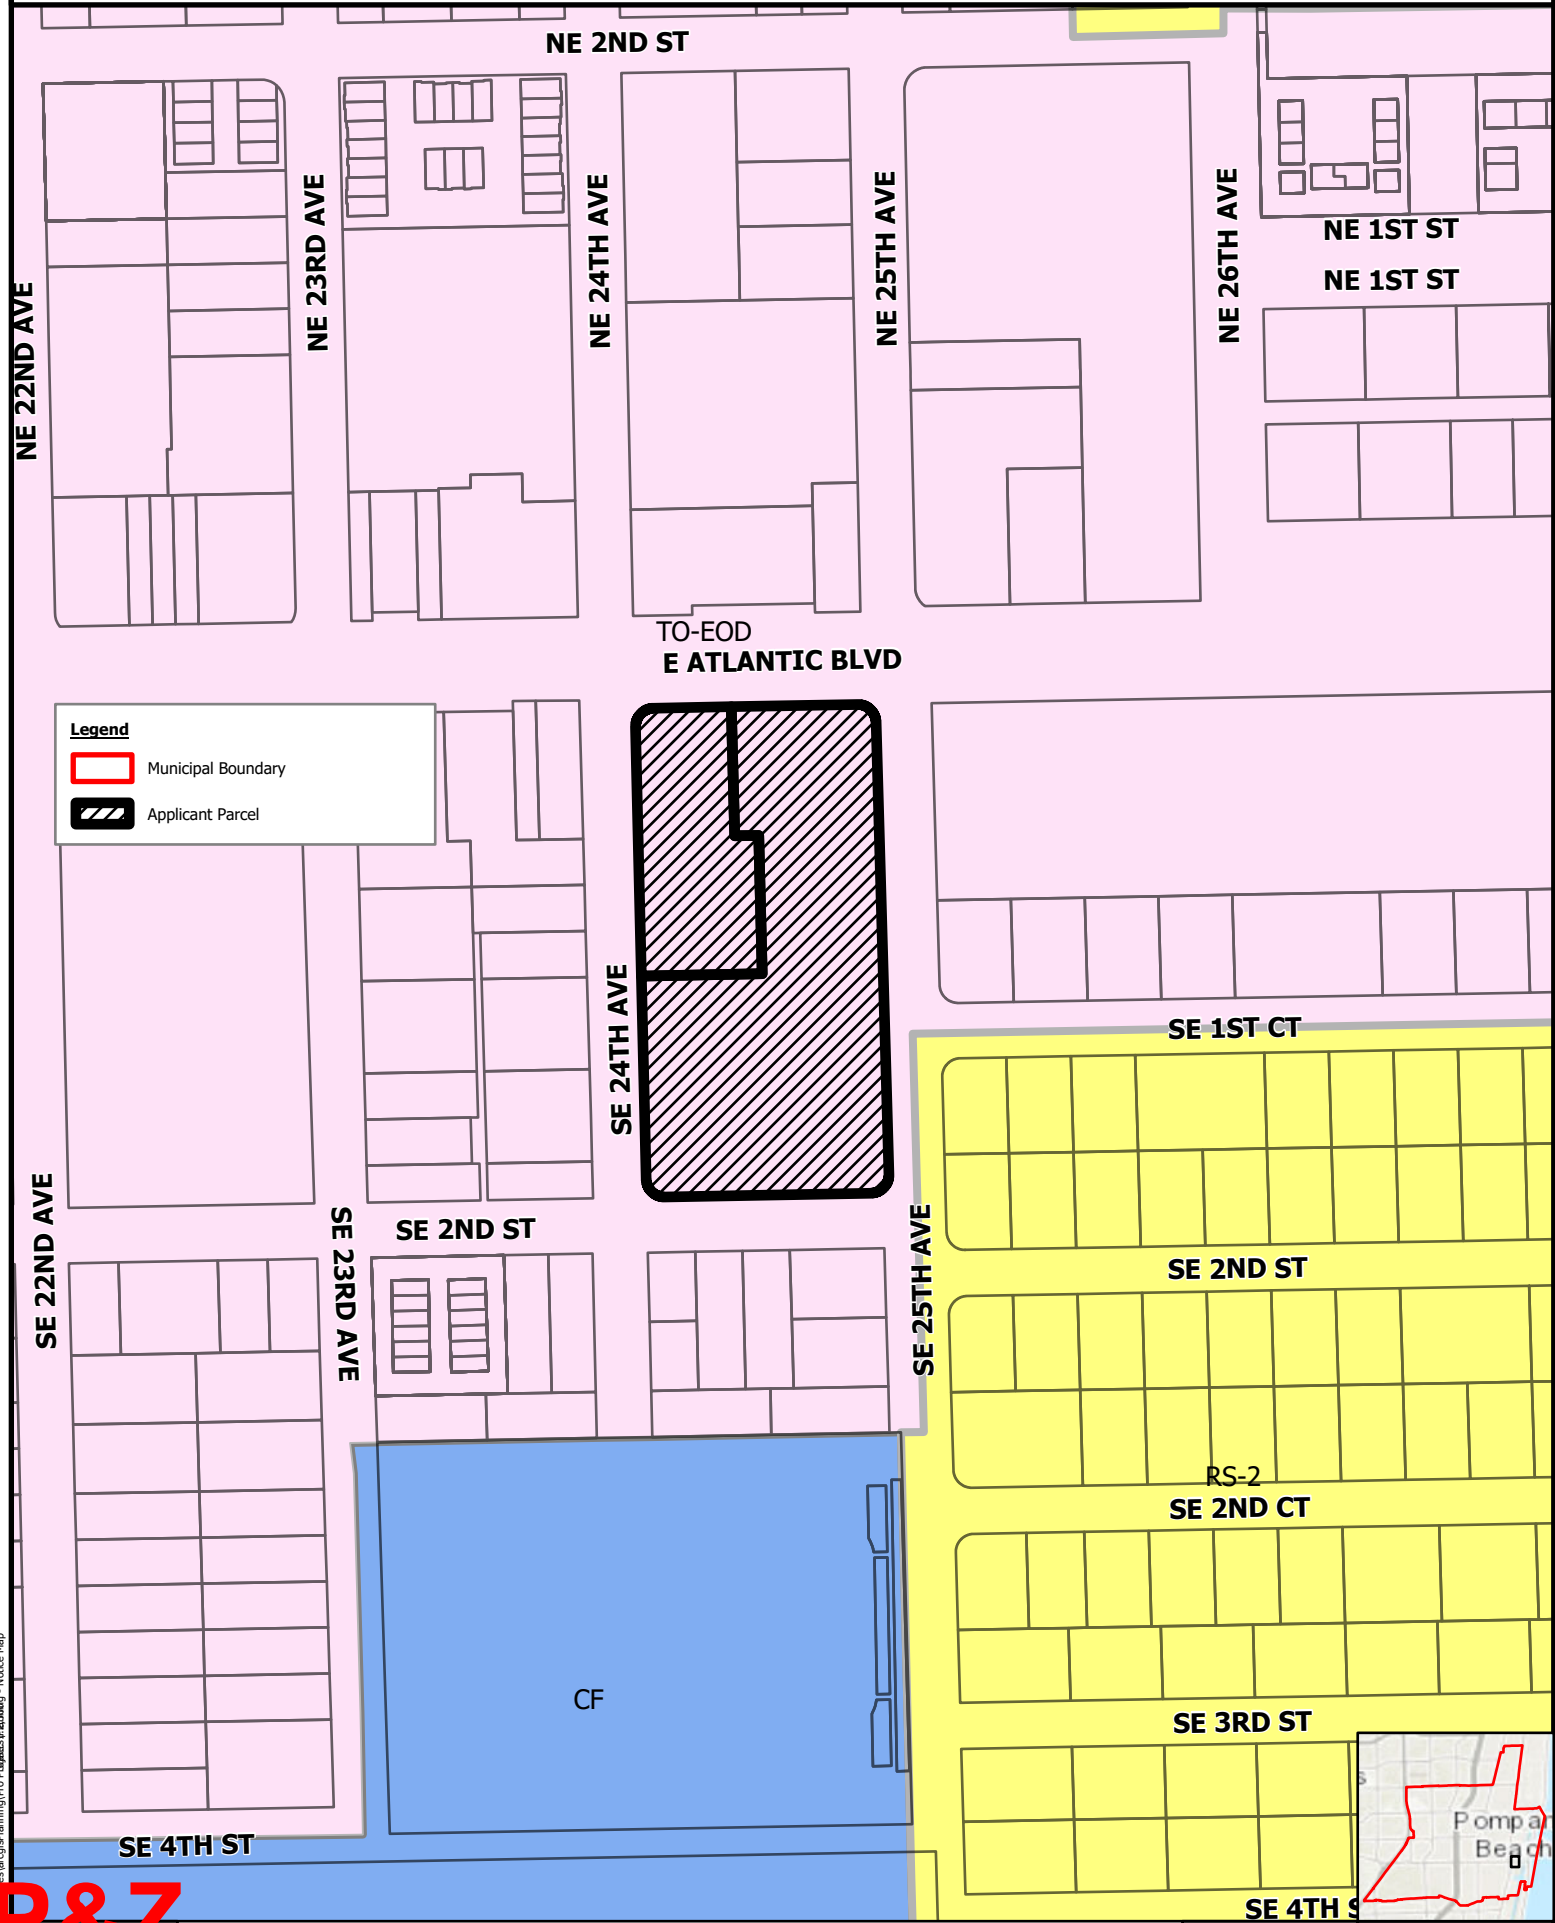 NE 2ND ST
NE 22ND AVE
NE 23RD AVE
NE 24TH AVE
NE 25TH AVE
NE 26TH AVE
NE 1ST ST
NE 1ST ST
TO-EOD
E ATLANTIC BLVD
Legend
Municipal Boundary
Applicant Parcel
SE 24TH AVE
SE 1ST CT
SE 22ND AVE
SE 23RD AVE
SE 2ND ST
SE 25TH AVE
SE 2ND ST
RS-2
SE 2ND CT
CF
SE 3RD ST
SE 4TH ST
SE 4TH S
Pompan
Beach
P&Z